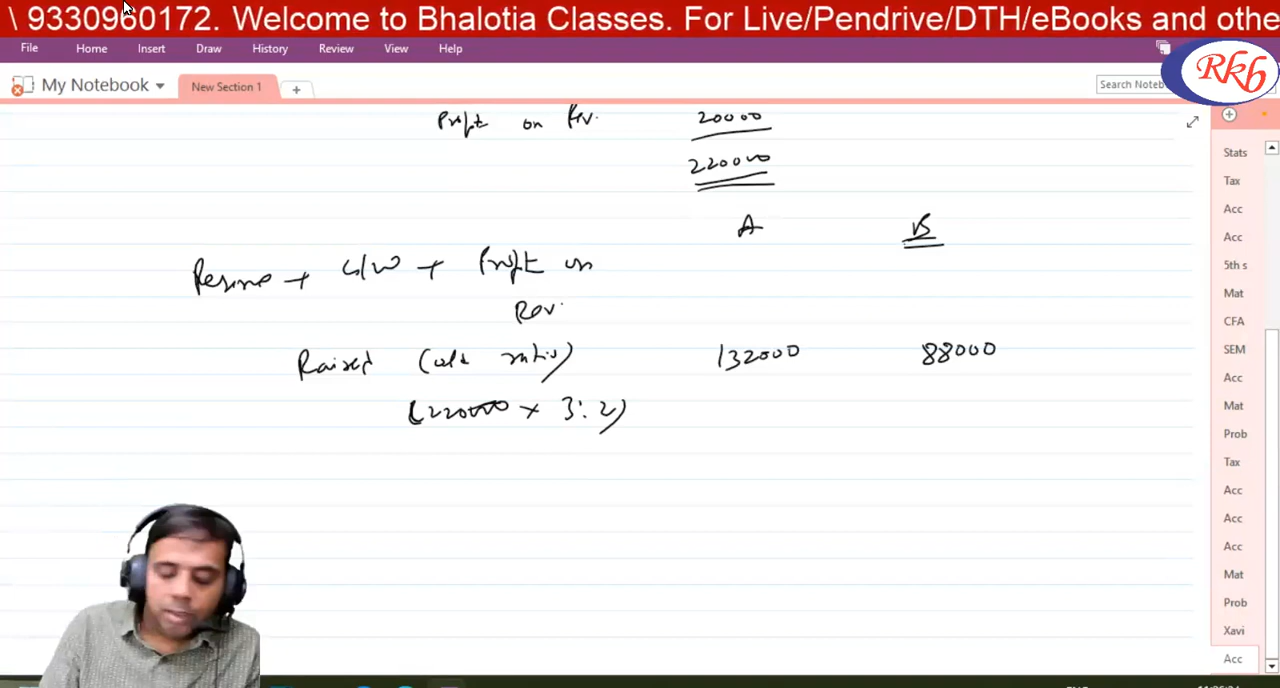 \ 9330960172. Welcome to Bhalotia Classes. For Live/Pendrive/DTH/eBooks and othe
File Home Insert Draw History Review View Help
Rkb
My Notebook New Section 1 + Search Noteb
Profit on Rev. 20000
220000
A B
Reserve + G/W + Profit on
Rev.
Raised (old ratio) 132000 88000
(220000 x 3:2)
Stats
Tax
Acc
Acc
5th s
Mat
CFA
SEM
Acc
Mat
Prob
Tax
Acc
Acc
Acc
Mat
Prob
Xavi
Acc